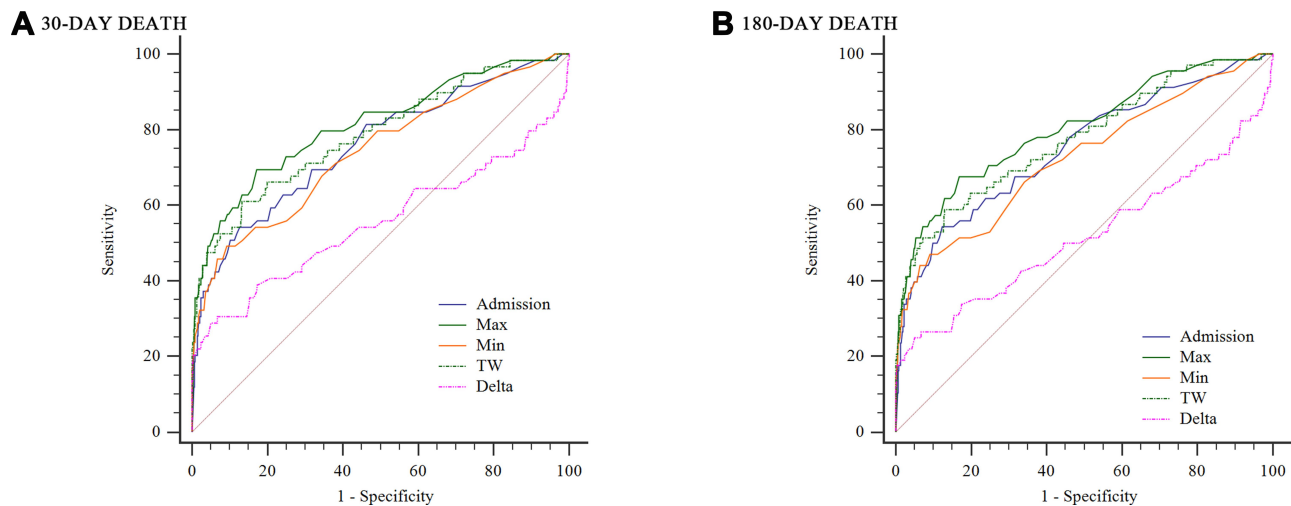 A 30-DAY DEATH
100
80
60
40
20
0
Sensitivity
Admission
Max
Min
TW
Delta
0 20 40 60 80 100
1 - Specificity
B 180-DAY DEATH
100
80
60
40
20
0
Sensitivity
Admission
Max
Min
TW
Delta
0 20 40 60 80 100
1 - Specificity